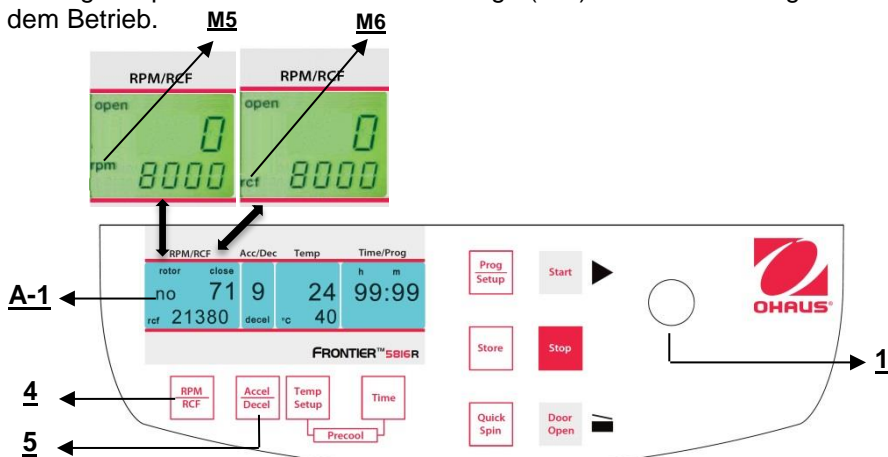 dem Betrieb.
M5
M6
RPM/RCF
RPM/RCF
open
0
rpm
8000
open
0
rcf
8000
RPM/RCF Acc/Dec Temp Time/Prog
rotor close h m
no 71 9 24 99:99
rcf 21380 decel °C 40
FRONTIER™ 5816R
A-1
4
5
1
RPM
RCF
Accel
Decel
Temp
Setup
Time
Precool
Prog
Setup
Start
Store
Stop
Quick
Spin
Door
Open
OHAUS®